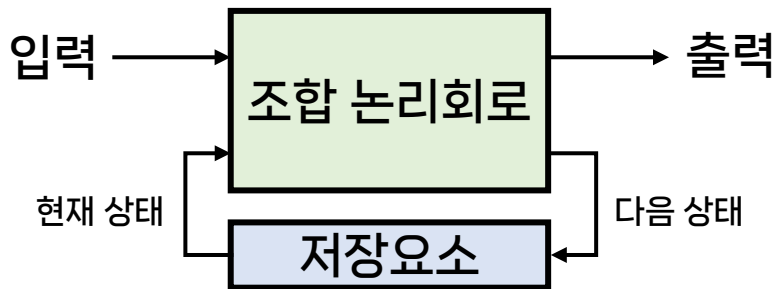 입력
조합 논리회로
출력
현재 상태
다음 상태
저장요소